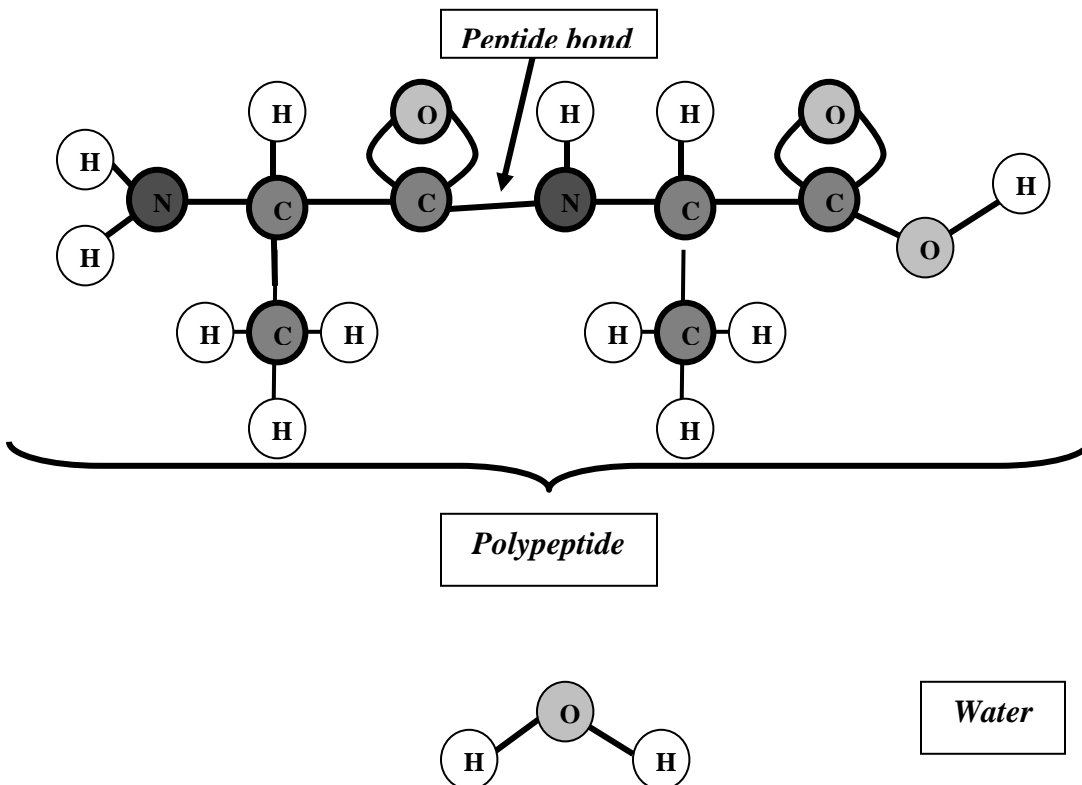 Peptide bond
H O H H O
H H
N C C N C C
H O
H C H H C H
H H
Polypeptide
O Water
H H